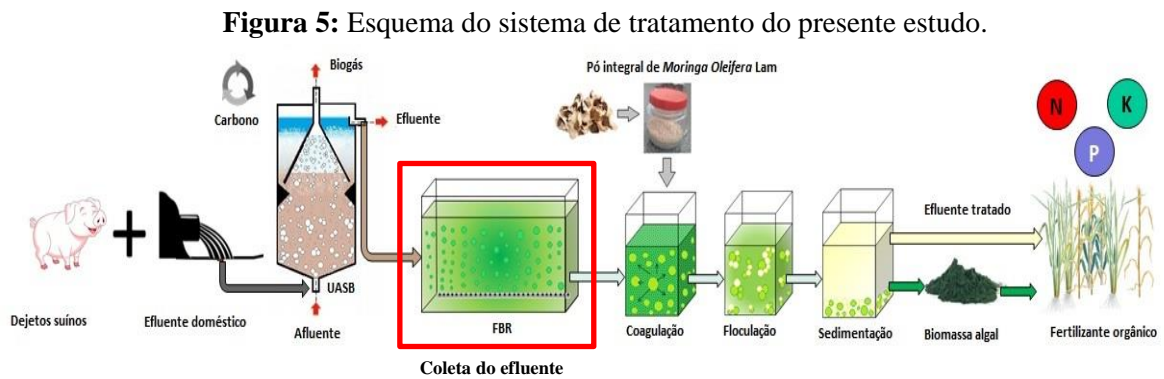 Figura 5: Esquema do sistema de tratamento do presente estudo.
Biogás
Carbono
Efluente
Pó integral de Moringa Oleifera Lam
N
K
P
Efluente tratado
UASB
Dejetos suínos
Efluente doméstico
Afluente
FBR
Coagulação
Floculação
Sedimentação
Biomassa algal
Fertilizante orgânico
Coleta do efluente